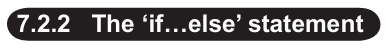 7.2.2 The ‘if…else’ statement